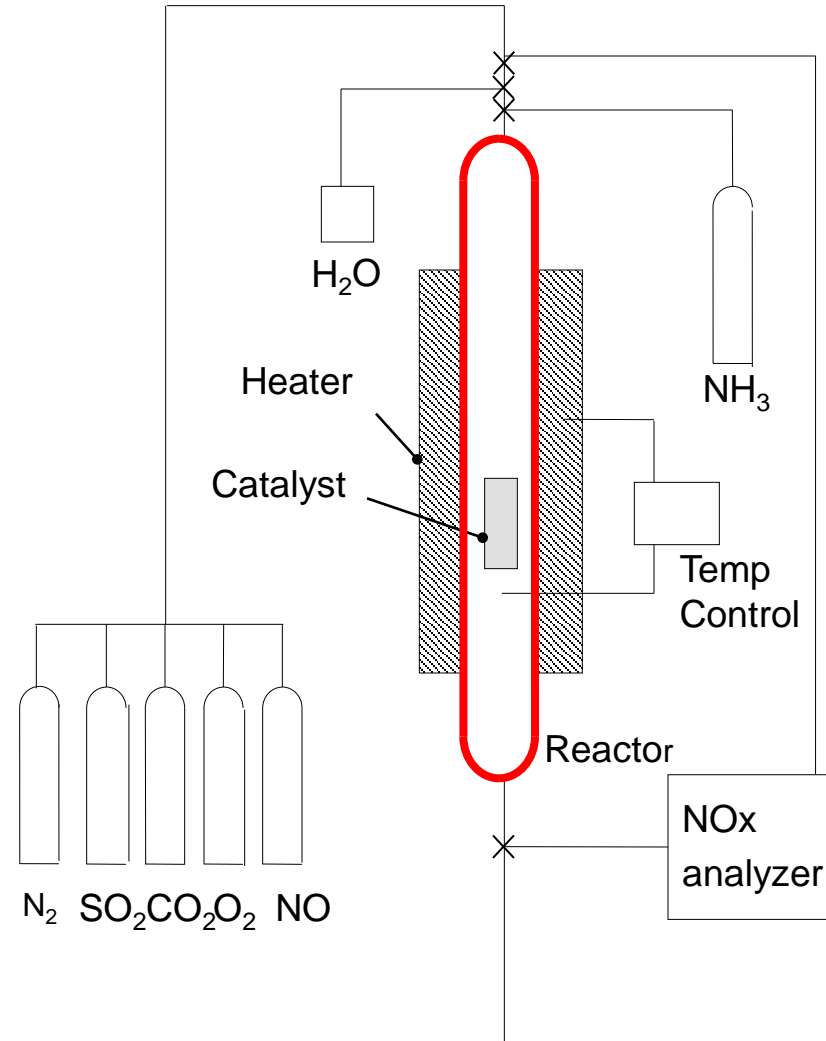 H₂O
NH₃
Heater
Catalyst
Temp
Control
Reactor
NOx
analyzer
N₂ SO₂CO₂O₂ NO